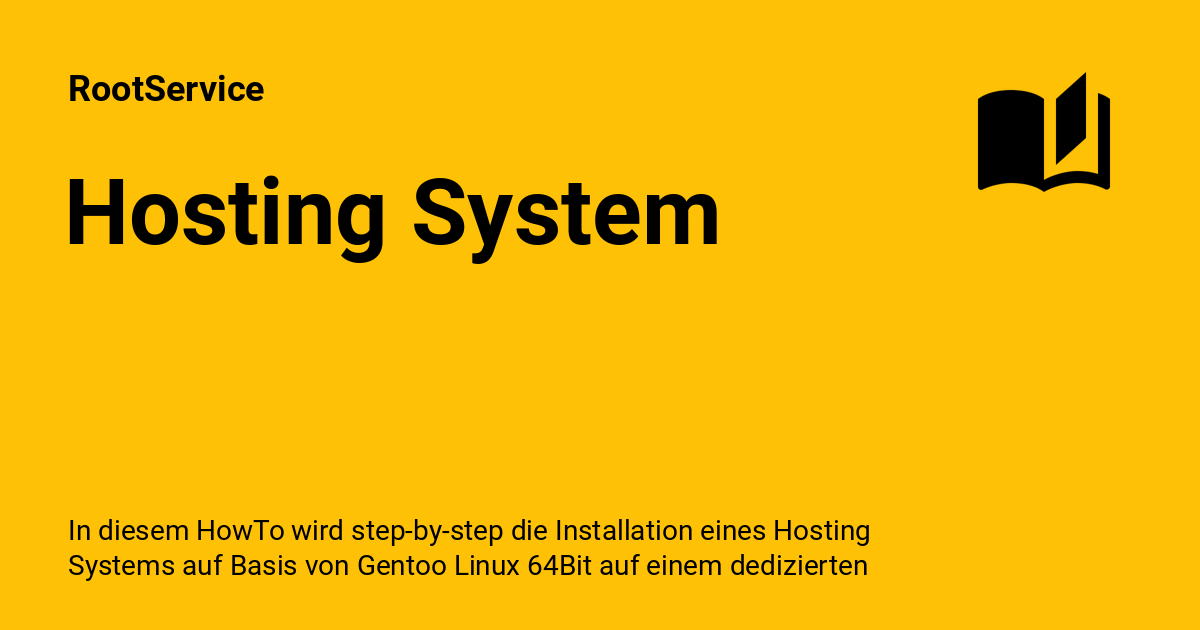 RootService
Hosting System
In diesem HowTo wird step-by-step die Installation eines Hosting
Systems auf Basis von Gentoo Linux 64Bit auf einem dedizierten